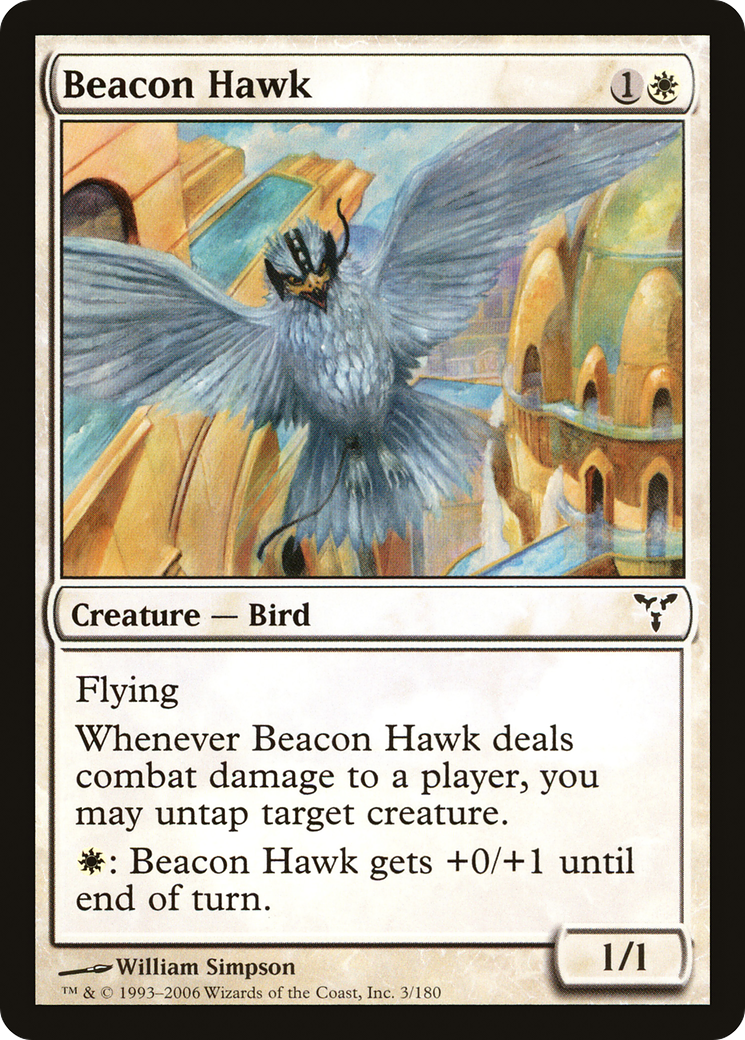 Beacon Hawk 1
Creature — Bird
Flying
Whenever Beacon Hawk deals
combat damage to a player, you
may untap target creature.
: Beacon Hawk gets +0/+1 until
end of turn.
1/1
William Simpson
™ & © 1993–2006 Wizards of the Coast, Inc. 3/180